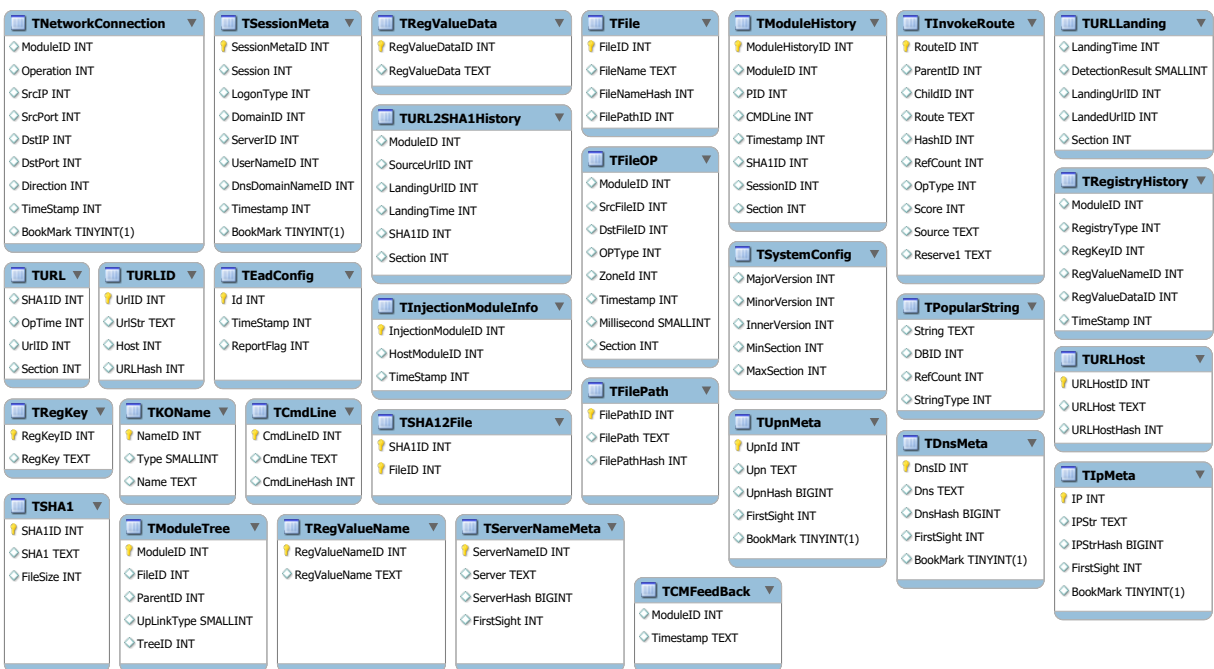 TNetworkConnection
ModuleID INT
Operation INT
SrcIP INT
SrcPort INT
DstIP INT
DstPort INT
Direction INT
TimeStamp INT
BookMark TINYINT(1)
TSessionMeta
SessionMetaID INT
Session INT
LogonType INT
DomainID INT
ServerID INT
UserNameID INT
DnsDomainNameID INT
Timestamp INT
BookMark TINYINT(1)
TRegValueData
RegValueDataID INT
RegValueData TEXT
TFile
FileID INT
FileName TEXT
FileNameHash INT
FilePathID INT
TModuleHistory
ModuleHistoryID INT
ModuleID INT
PID INT
CMDLine INT
Timestamp INT
SHA1ID INT
SessionID INT
Section INT
TInvokeRoute
RouteID INT
ParentID INT
ChildID INT
Route TEXT
HashID INT
RefCount INT
OpType INT
Score INT
Source TEXT
Reserve1 TEXT
TURLLanding
LandingTime INT
DetectionResult SMALLINT
LandingUrlID INT
LandedUrlID INT
Section INT
TURL2SHA1History
ModuleID INT
SourceUrlID INT
LandingUrlID INT
LandingTime INT
SHA1ID INT
Section INT
TFileOP
ModuleID INT
SrcFileID INT
DstFileID INT
OPType INT
ZoneId INT
Timestamp INT
Millisecond SMALLINT
Section INT
TRegistryHistory
ModuleID INT
RegistryType INT
RegKeyID INT
RegValueNameID INT
RegValueDataID INT
TimeStamp INT
TURL
SHA1ID INT
OpTime INT
UrlID INT
Section INT
TURLID
UrlID INT
UrlStr TEXT
Host INT
URLHash INT
TEadConfig
Id INT
TimeStamp INT
ReportFlag INT
TInjectionModuleInfo
InjectionModuleID INT
HostModuleID INT
TimeStamp INT
TSystemConfig
MajorVersion INT
MinorVersion INT
InnerVersion INT
MinSection INT
MaxSection INT
TPopularString
String TEXT
DBID INT
RefCount INT
StringType INT
TURLHost
URLHostID INT
URLHost TEXT
URLHostHash INT
TRegKey
RegKeyID INT
RegKey TEXT
TKOName
NameID INT
Type SMALLINT
Name TEXT
TCmdLine
CmdLineID INT
CmdLine TEXT
CmdLineHash INT
TSHA12File
SHA1ID INT
FileID INT
TFilePath
FilePathID INT
FilePath TEXT
FilePathHash INT
TUpnMeta
UpnId INT
Upn TEXT
UpnHash BIGINT
FirstSight INT
BookMark TINYINT(1)
TDnsMeta
DnsID INT
Dns TEXT
DnsHash BIGINT
FirstSight INT
BookMark TINYINT(1)
TIpMeta
IP INT
IPStr TEXT
IPStrHash BIGINT
FirstSight INT
BookMark TINYINT(1)
TSHA1
SHA1ID INT
SHA1 TEXT
FileSize INT
TModuleTree
ModuleID INT
FileID INT
ParentID INT
UpLinkType SMALLINT
TreeID INT
TRegValueName
RegValueNameID INT
RegValueName TEXT
TServerNameMeta
ServerNameID INT
Server TEXT
ServerHash BIGINT
FirstSight INT
TCMFeedBack
ModuleID INT
Timestamp TEXT